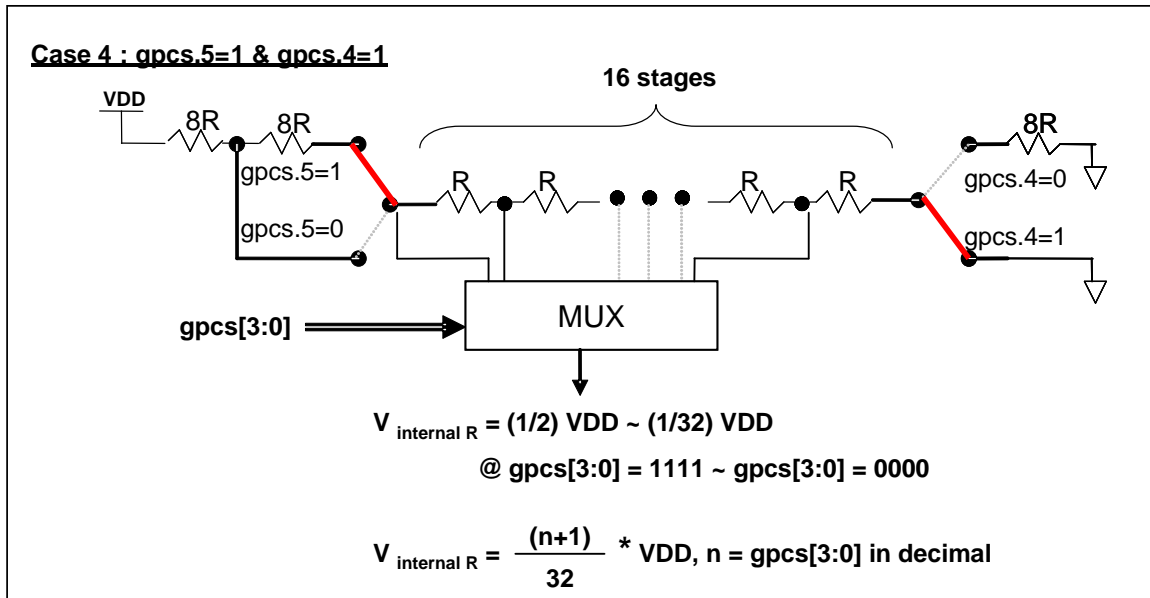 Case 4 : gpcs.5=1 & gpcs.4=1
16 stages
VDD
8R
8R
8R
gpcs.5=1
gpcs.5=0
R
R
R
R
gpcs.4=0
gpcs.4=1
gpcs[3:0]
MUX
V internal R = (1/2) VDD ~ (1/32) VDD
@ gpcs[3:0] = 1111 ~ gpcs[3:0] = 0000
(n+1)
V internal R = * VDD, n = gpcs[3:0] in decimal
32